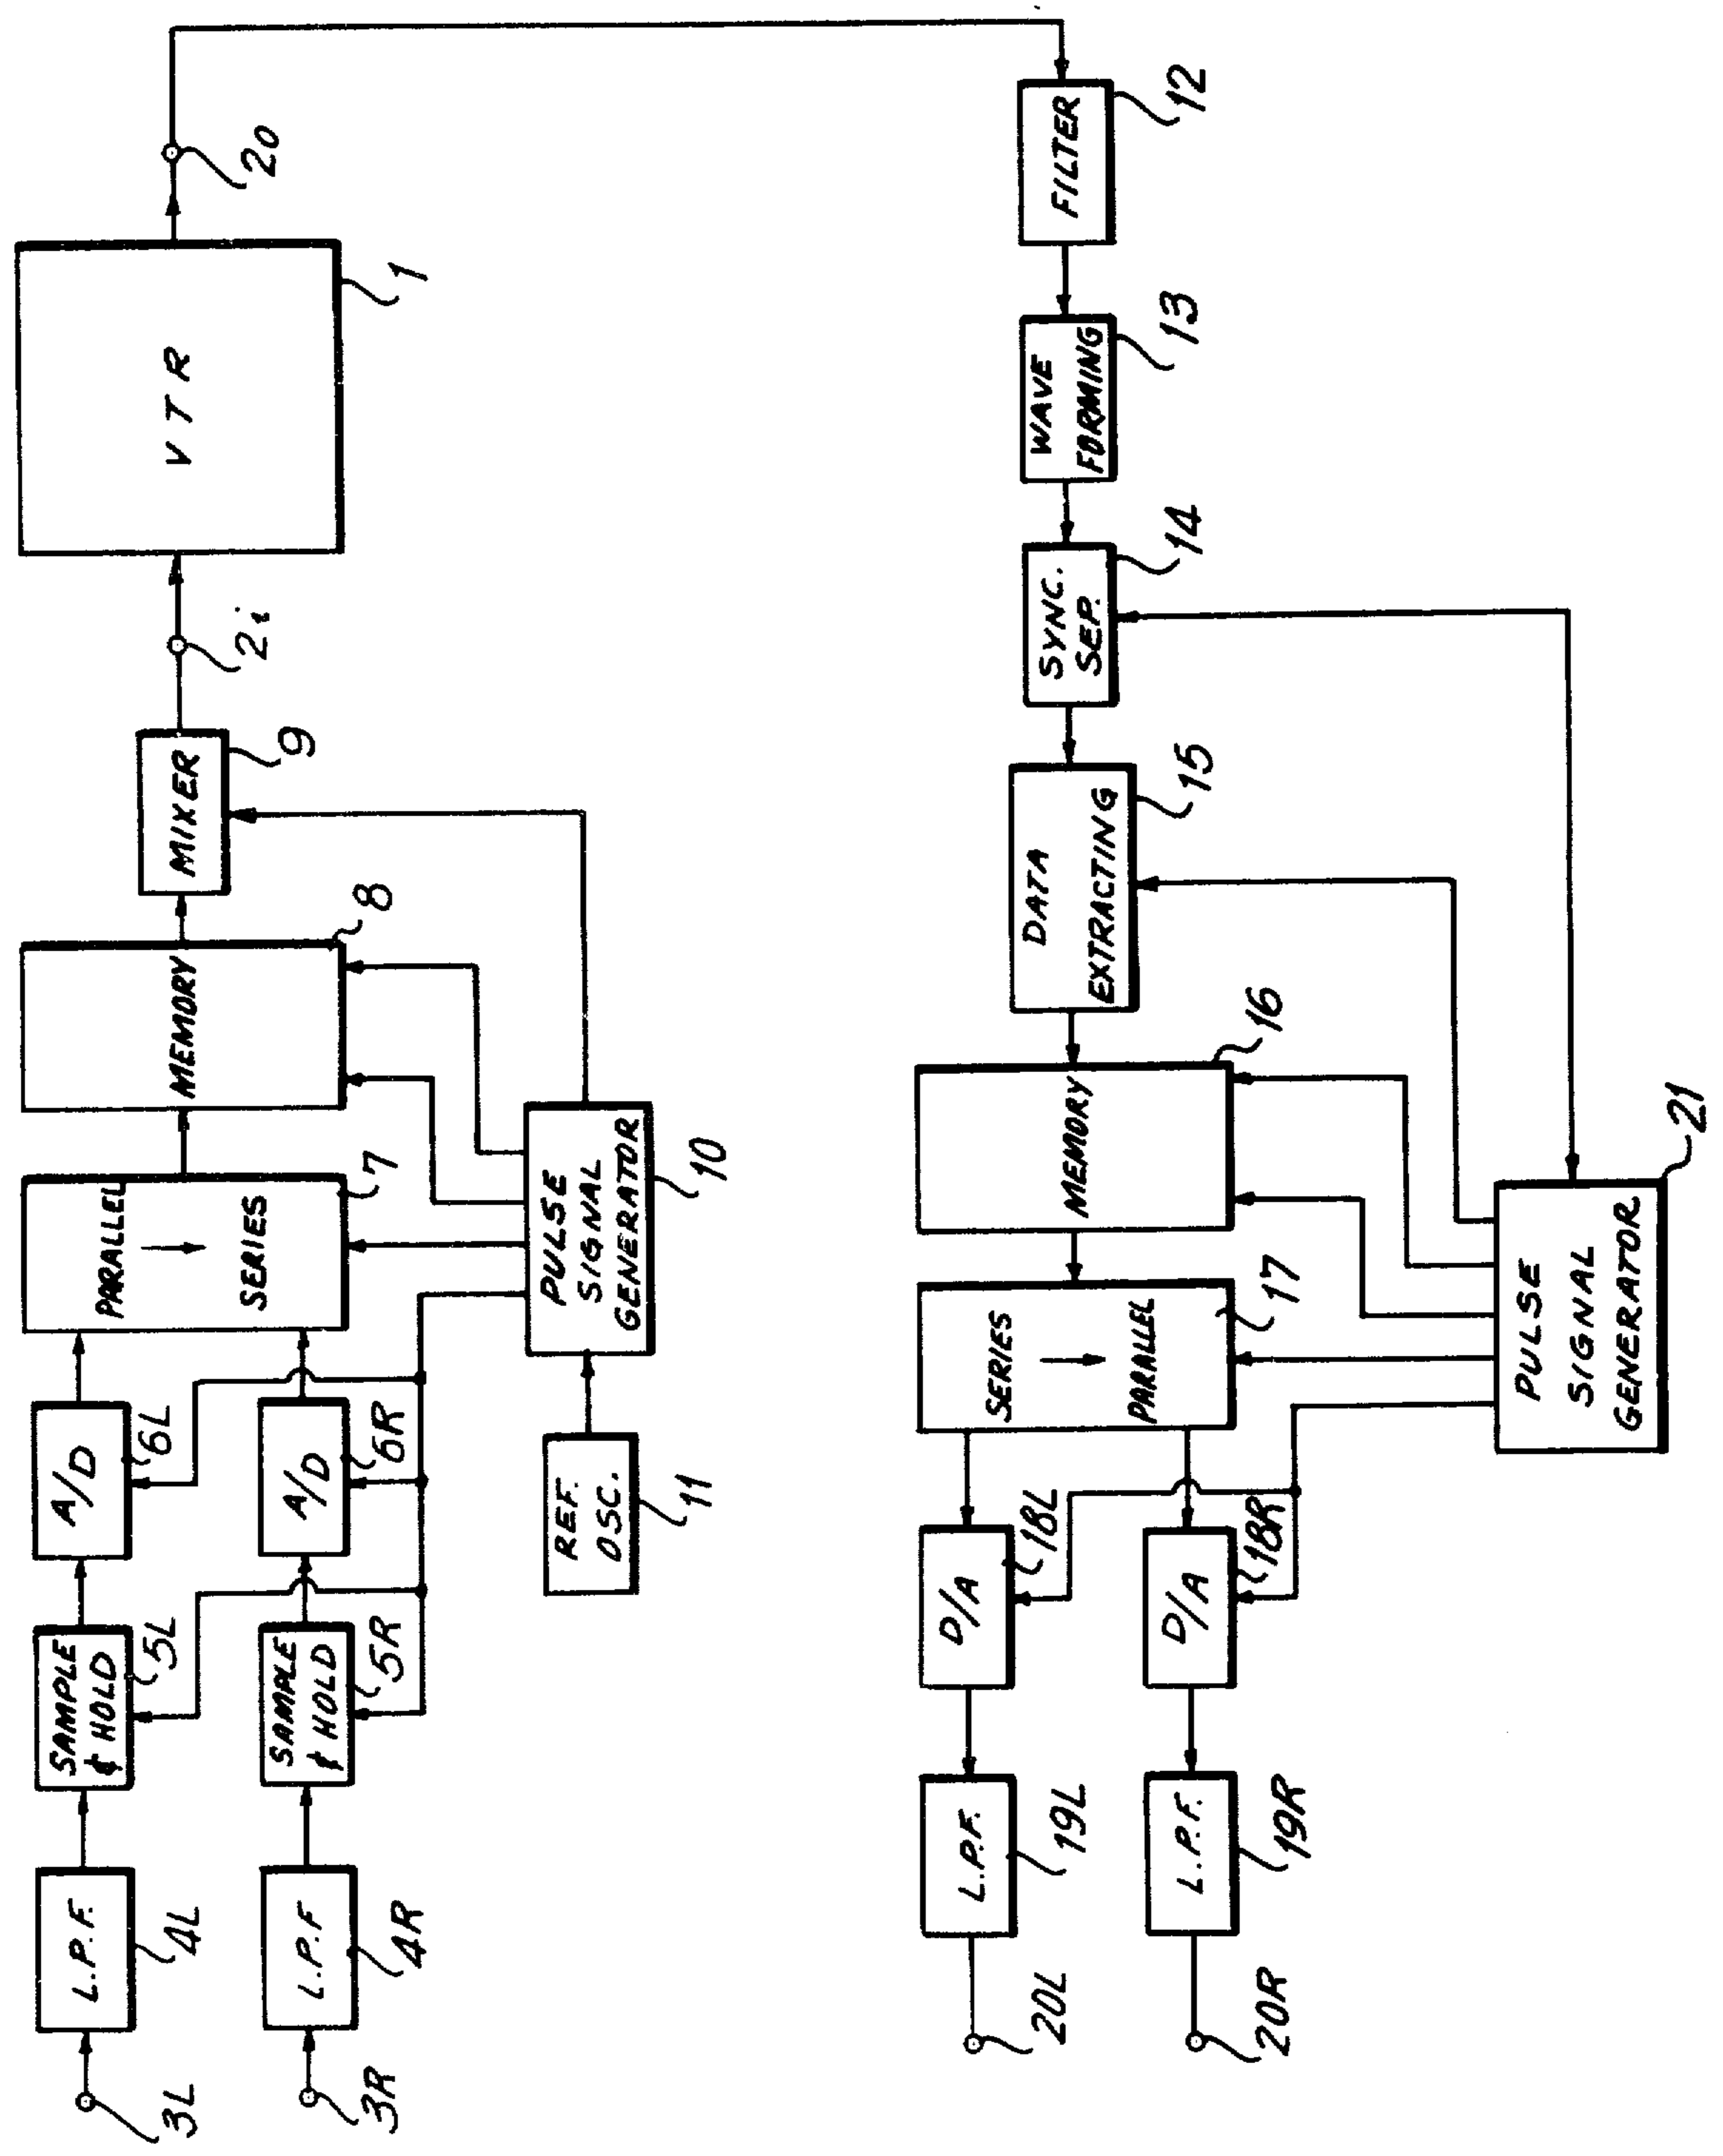 3L
L.P.F.
4L
SAMPLE
& HOLD
5L
A/D
6L
3R
L.P.F
4R
SAMPLE
& HOLD
5R
A/D
6R
PARALLEL
SERIES
7
MEMORY
8
MIXER
9
2i
VTR
1
20
REF.
OSC.
11
PULSE
SIGNAL
GENERATOR
10
FILTER
12
WAVE
FORMING
13
SYNC.
SEP.
14
DATA
EXTRACTING
15
MEMORY
16
SERIES
PARALLEL
17
D/A
18L
L.P.F.
19L
20L
D/A
18R
L.P.F.
19R
20R
PULSE
SIGNAL
GENERATOR
21